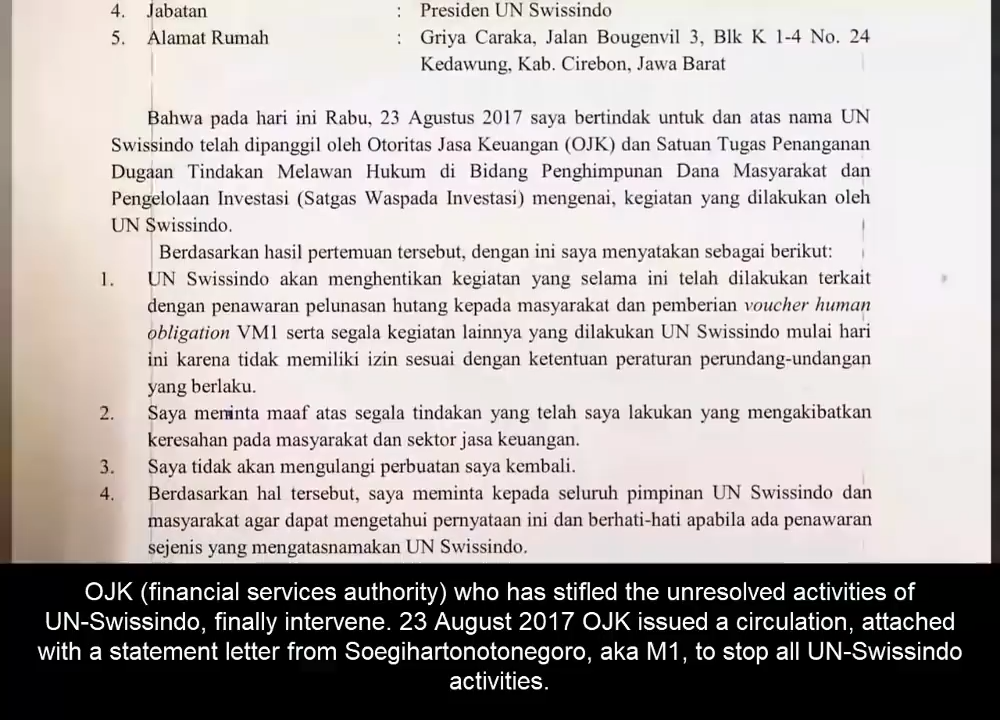 4. Jabatan : Presiden UN Swissindo
5. Alamat Rumah : Griya Caraka, Jalan Bougenvil 3, Blk K 1-4 No. 24
Kedawung, Kab. Cirebon, Jawa Barat
Bahwa pada hari ini Rabu, 23 Agustus 2017 saya bertindak untuk dan atas nama UN
Swissindo telah dipanggil oleh Otoritas Jasa Keuangan (OJK) dan Satuan Tugas Penanganan
Dugaan Tindakan Melawan Hukum di Bidang Penghimpunan Dana Masyarakat dan
Pengelolaan Investasi (Satgas Waspada Investasi) mengenai, kegiatan yang dilakukan oleh
UN Swissindo.
Berdasarkan hasil pertemuan tersebut, dengan ini saya menyatakan sebagai berikut:
1. UN Swissindo akan menghentikan kegiatan yang selama ini telah dilakukan terkait
dengan penawaran pelunasan hutang kepada masyarakat dan pemberian voucher human
obligation VM1 serta segala kegiatan lainnya yang dilakukan UN Swissindo mulai hari
ini karena tidak memiliki izin sesuai dengan ketentuan peraturan perundang-undangan
yang berlaku.
2. Saya meminta maaf atas segala tindakan yang telah saya lakukan yang mengakibatkan
keresahan pada masyarakat dan sektor jasa keuangan.
3. Saya tidak akan mengulangi perbuatan saya kembali.
4. Berdasarkan hal tersebut, saya meminta kepada seluruh pimpinan UN Swissindo dan
masyarakat agar dapat mengetahui pernyataan ini dan berhati-hati apabila ada penawaran
sejenis yang mengatasnamakan UN Swissindo.
OJK (financial services authority) who has stifled the unresolved activities of
UN-Swissindo, finally intervene. 23 August 2017 OJK issued a circulation, attached
with a statement letter from Soegihartonotonegoro, aka M1, to stop all UN-Swissindo
activities.